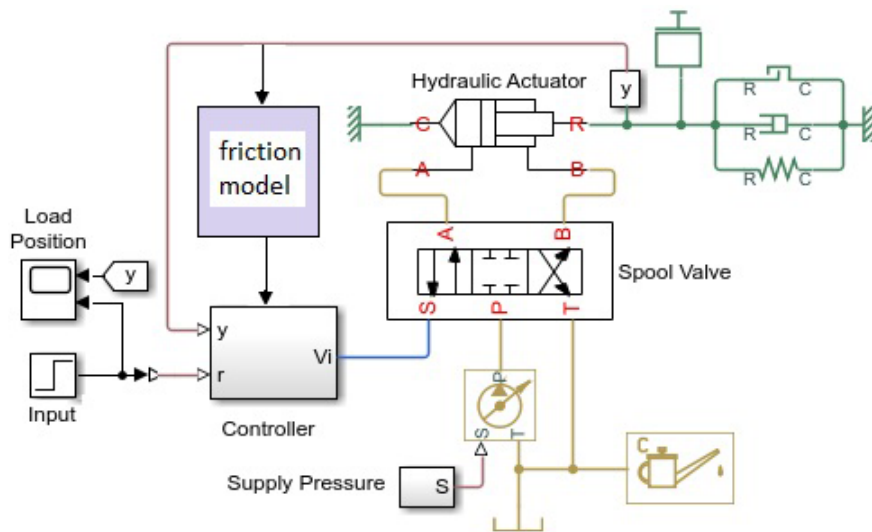 Hydraulic Actuator
y
R
C
C
R
R
C
friction
model
A
B
R
C
Load
Position
y
A
B
Spool Valve
S
P
T
y
Vi
r
Input
P
Controller
S
T
C
Supply Pressure
S